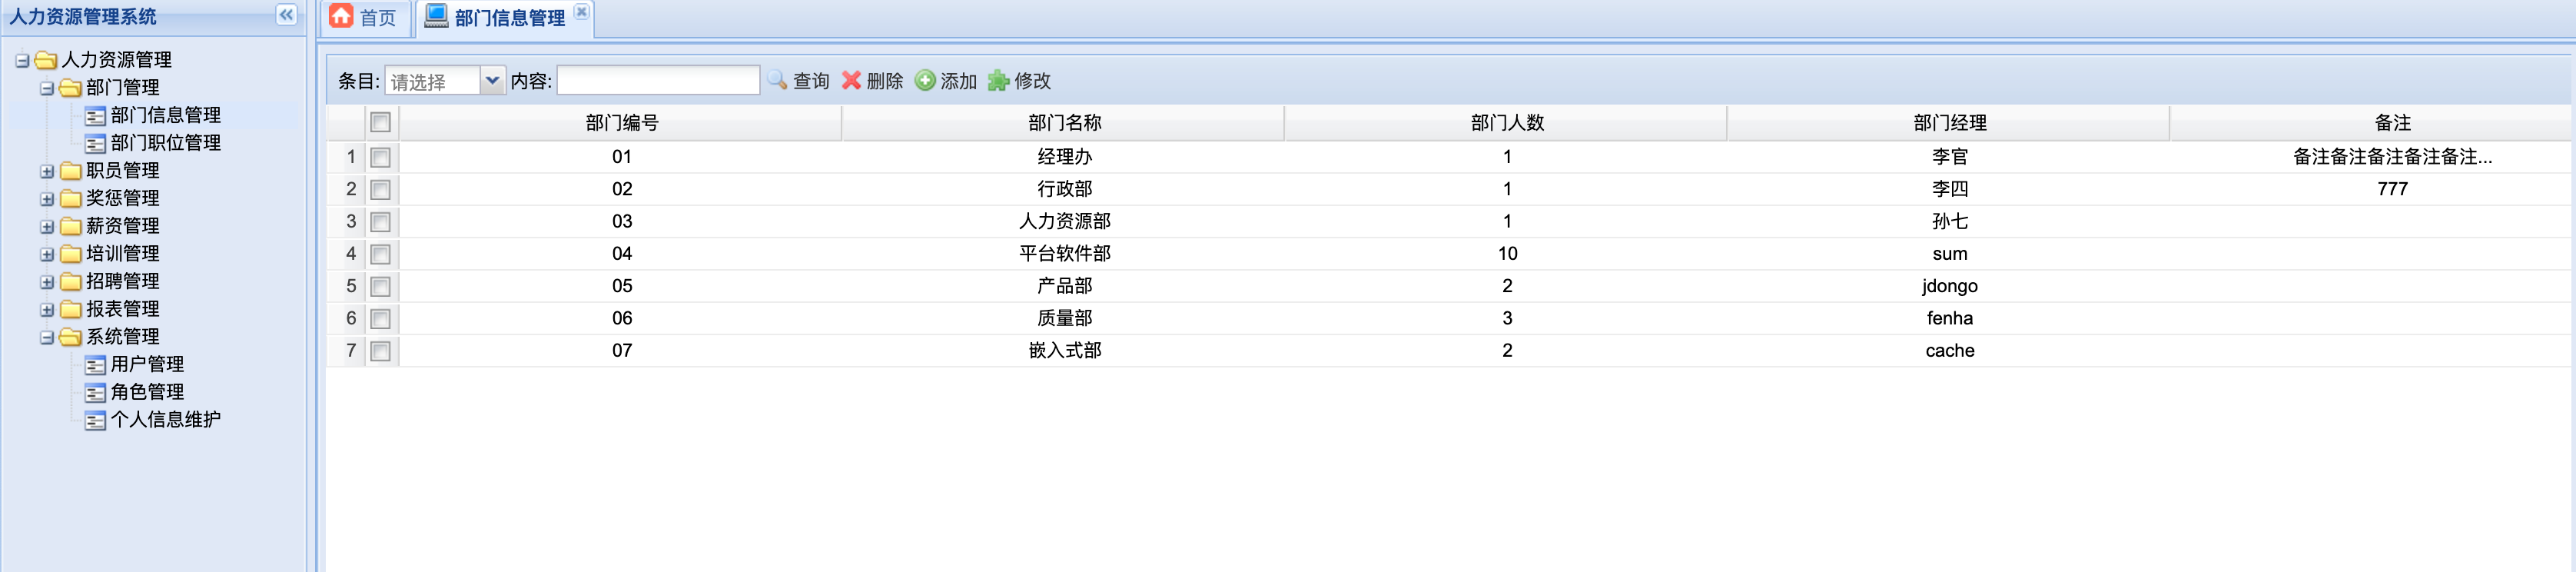 人力资源管理系统
人力资源管理
部门管理
部门信息管理
部门职位管理
职员管理
奖惩管理
薪资管理
培训管理
招聘管理
报表管理
系统管理
用户管理
角色管理
个人信息维护
首页 部门信息管理
条目: 请选择 内容: 查询 删除 添加 修改
部门编号 部门名称 部门人数 部门经理 备注
1 01 经理办 1 李官 备注备注备注备注备注...
2 02 行政部 1 李四 777
3 03 人力资源部 1 孙七
4 04 平台软件部 10 sum
5 05 产品部 2 jdongo
6 06 质量部 3 fenha
7 07 嵌入式部 2 cache